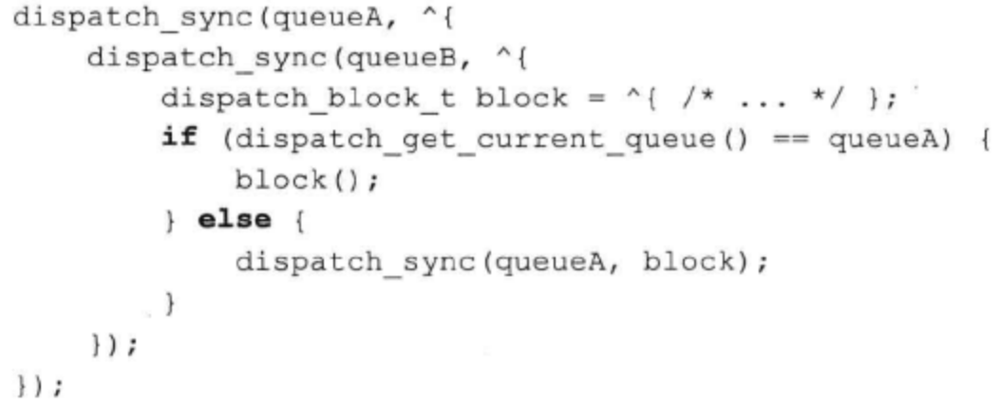 dispatch_sync(queueA, ^{
    dispatch_sync(queueB, ^{
        dispatch_block_t block = ^{ /* ... */ };
        if (dispatch_get_current_queue() == queueA) {
            block();
        } else {
            dispatch_sync(queueA, block);
        }
    });
});